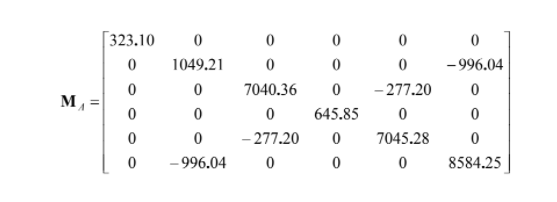 323.10 0 0 0 0 0
0 1049.21 0 0 0 −996.04
0 0 7040.36 0 −277.20 0
M_A = 0 0 0 645.85 0 0
0 0 −277.20 0 7045.28 0
0 −996.04 0 0 0 8584.25